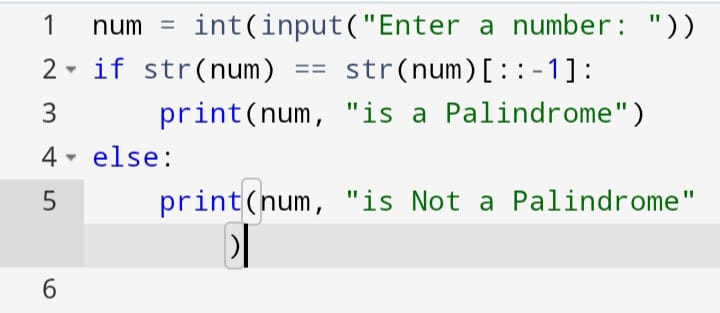 1 num = int(input("Enter a number: "))
2 if str(num) == str(num)[::-1]:
3     print(num, "is a Palindrome")
4 else:
5     print(num, "is Not a Palindrome"
        )
6